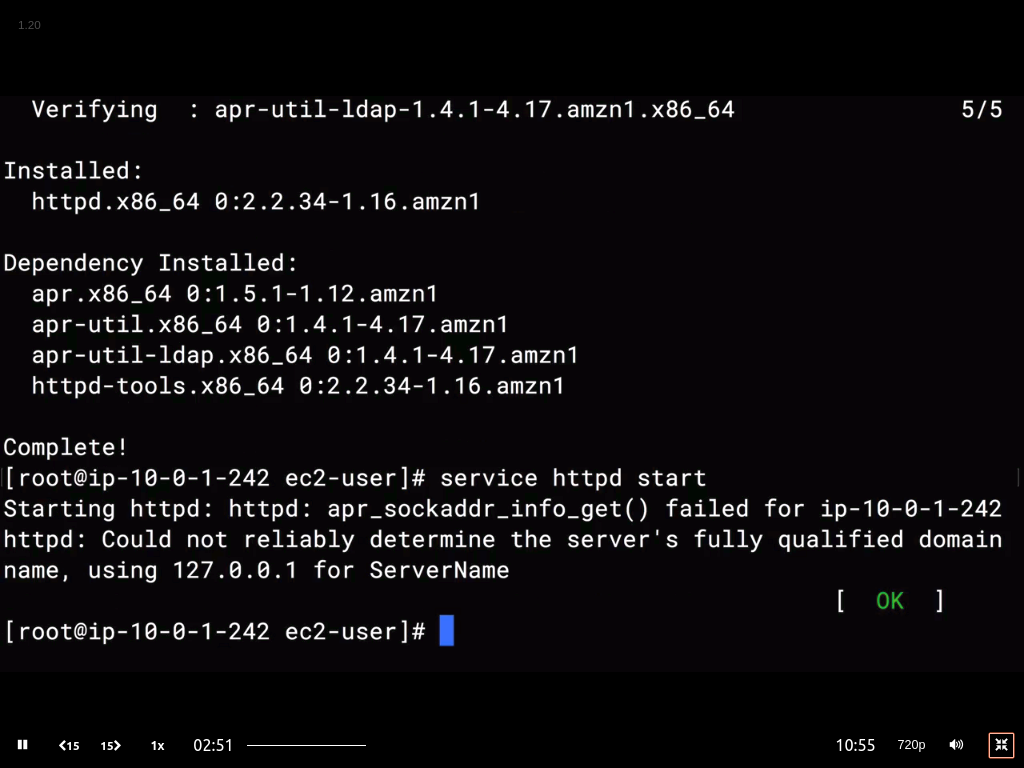 1.20
Verifying : apr-util-ldap-1.4.1-4.17.amzn1.x86_64 5/5
Installed:
httpd.x86_64 0:2.2.34-1.16.amzn1
Dependency Installed:
apr.x86_64 0:1.5.1-1.12.amzn1
apr-util.x86_64 0:1.4.1-4.17.amzn1
apr-util-ldap.x86_64 0:1.4.1-4.17.amzn1
httpd-tools.x86_64 0:2.2.34-1.16.amzn1
Complete!
[root@ip-10-0-1-242 ec2-user]# service httpd start
Starting httpd: httpd: apr_sockaddr_info_get() failed for ip-10-0-1-242
httpd: Could not reliably determine the server's fully qualified domain
name, using 127.0.0.1 for ServerName
[ OK ]
[root@ip-10-0-1-242 ec2-user]#
15 15 1x 02:51 10:55 720p